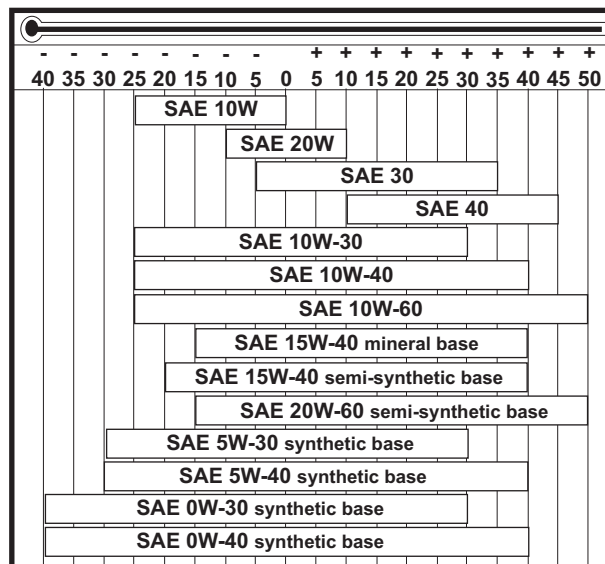 - - - - - - - - + + + + + + + + + +
40 35 30 25 20 15 10 5 0 5 10 15 20 25 30 35 40 45 50
SAE 10W
SAE 20W
SAE 30
SAE 40
SAE 10W-30
SAE 10W-40
SAE 10W-60
SAE 15W-40 mineral base
SAE 15W-40 semi-synthetic base
SAE 20W-60 semi-synthetic base
SAE 5W-30 synthetic base
SAE 5W-40 synthetic base
SAE 0W-30 synthetic base
SAE 0W-40 synthetic base